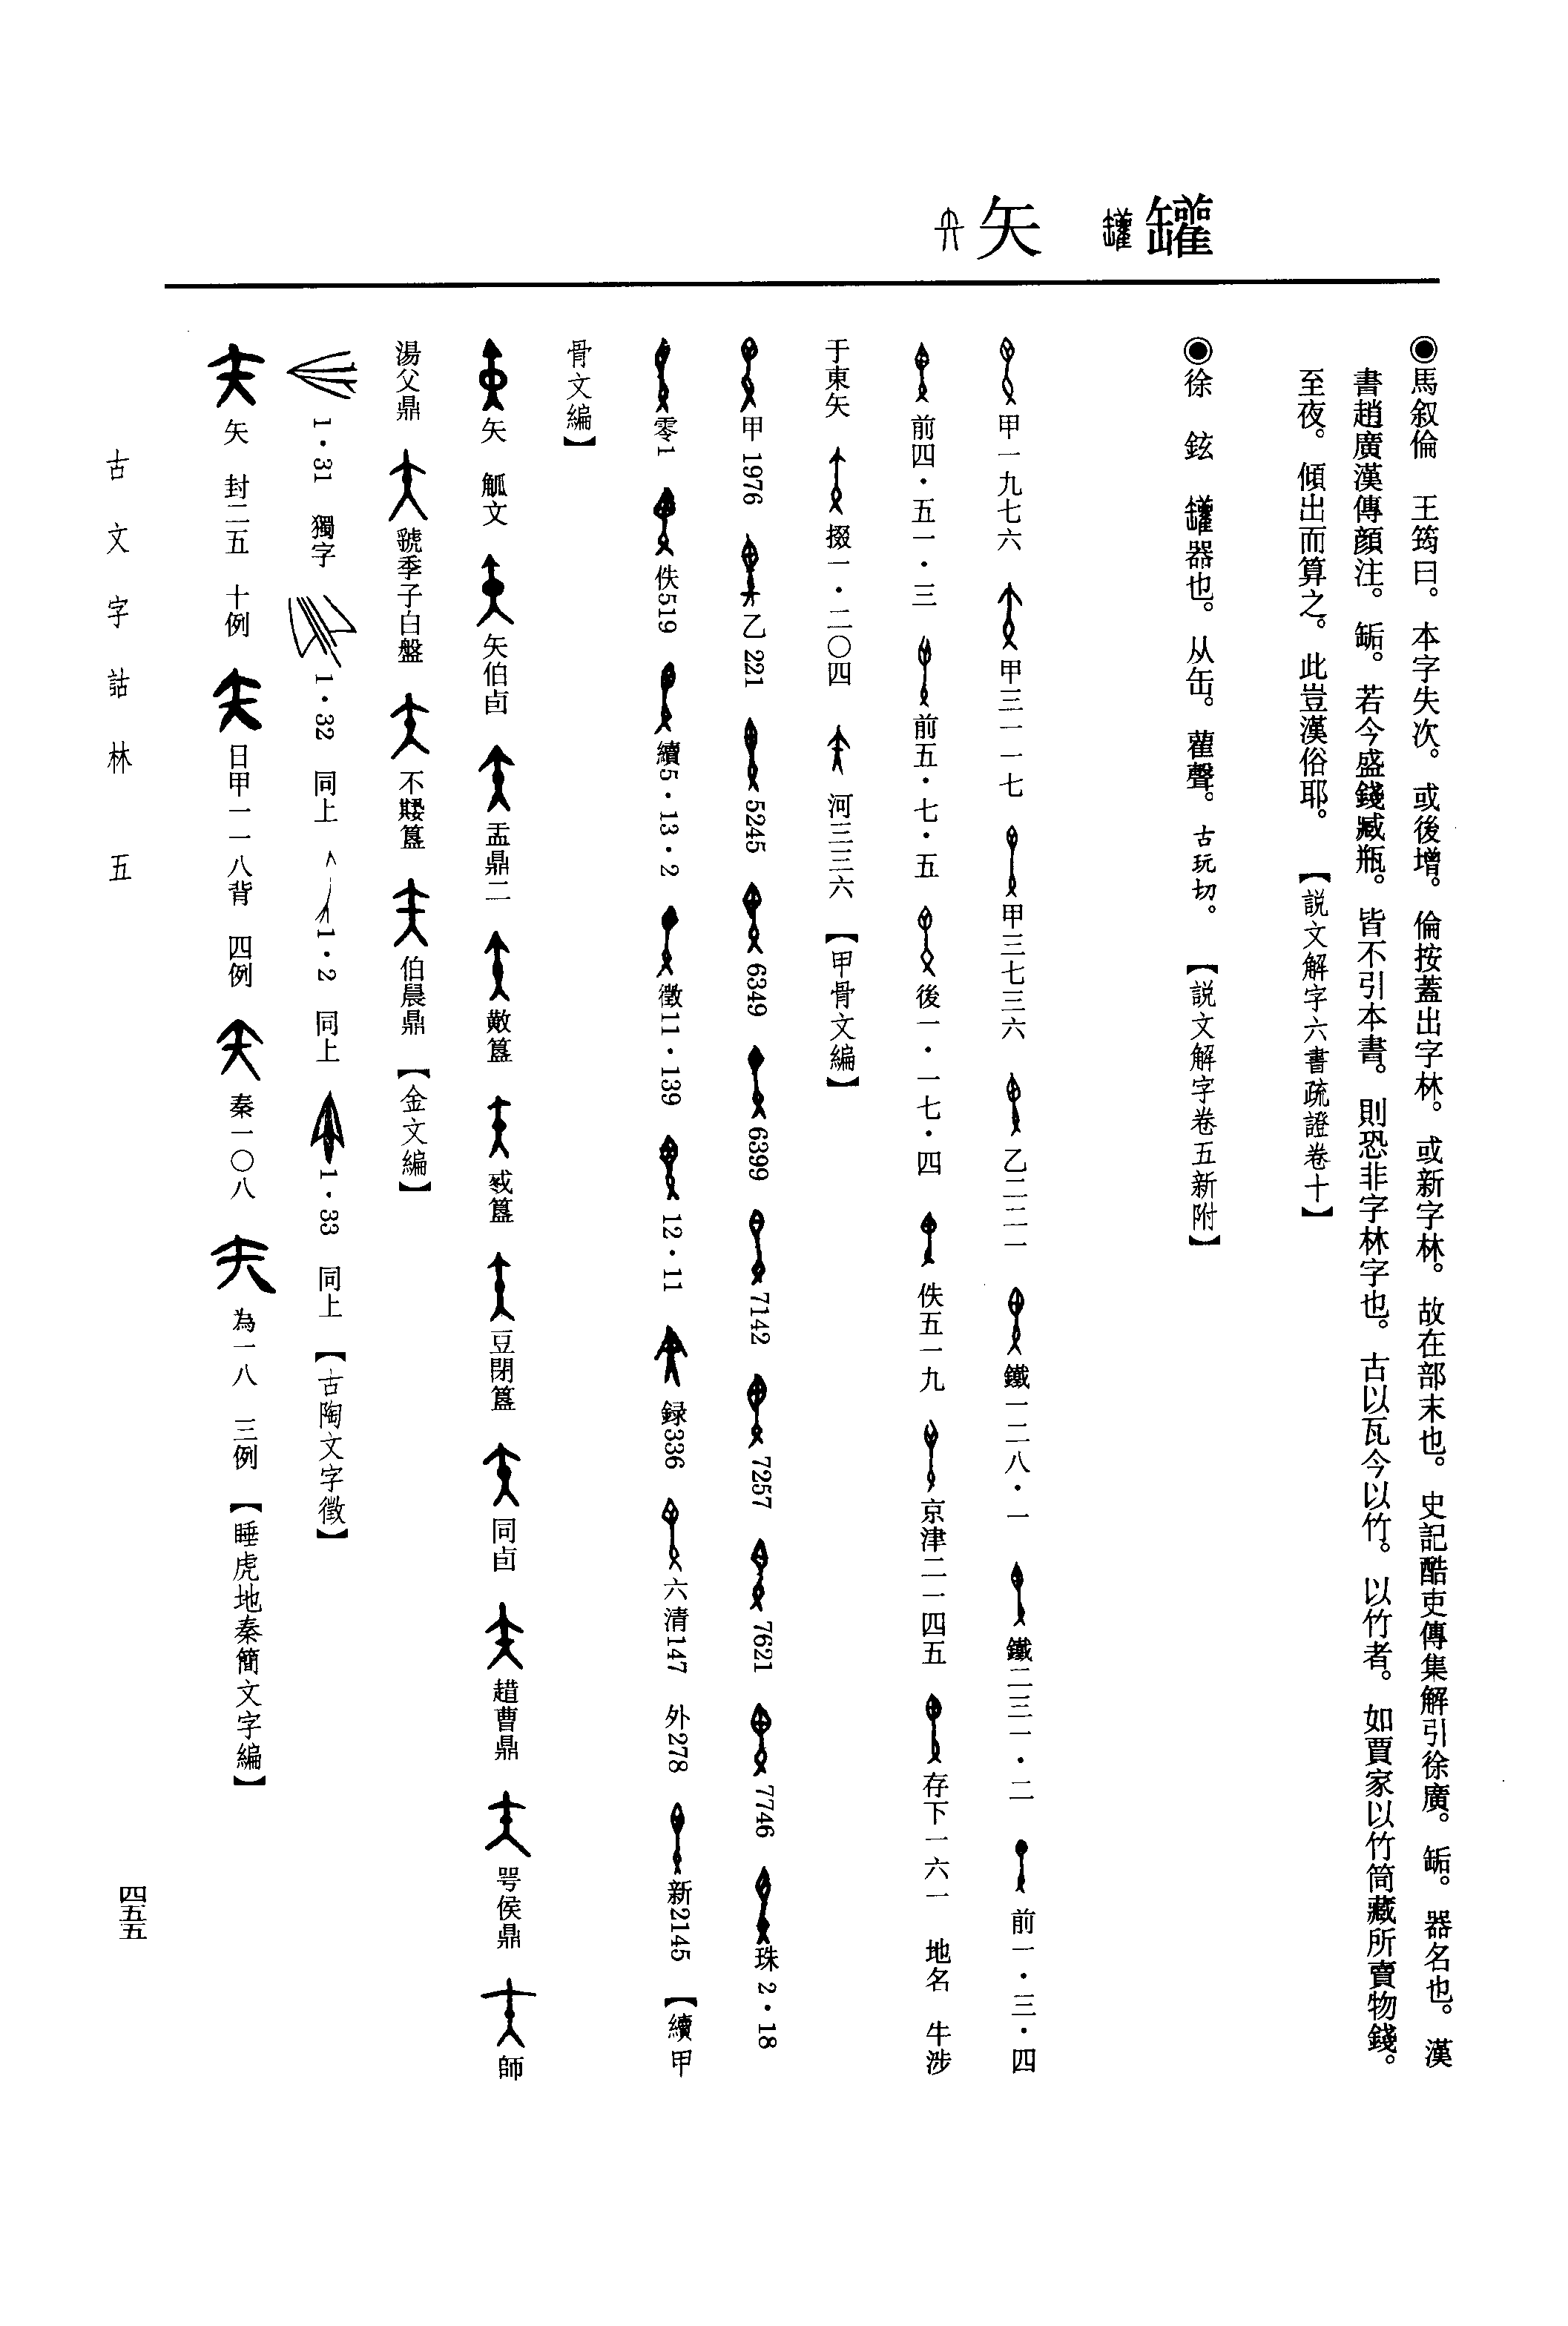 罐 矢
◉馬叙倫　王筠曰。本字失次。或後增。倫按蓋出字林。或新字林。故在部末也。史記酷吏傳集解引徐廣。缿。器名也。漢
書趙廣漢傳顏注。缿。若今盛錢臧瓶。皆不引本書。則恐非字林字也。古以瓦今以竹。以竹者。如賈家以竹筒藏所賣物錢。
至夜。傾出而算之。此豈漢俗耶。【説文解字六書疏證卷十】
◉徐　鉉　罐器也。从缶。雚聲。古玩切。【説文解字卷五新附】
甲一九七六　甲三一一七　甲三七三六　乙二二一　鐵一二八・一　鐵二三一・二　前一・三・四
前四・五一・三　前五・七・五　後一・一七・四　佚五一九　京津二一四五　存下一六一　地名　牛涉
于東矢　掇一・二〇四　河三三六　【甲骨文編】
甲1976　乙221　5245　6349　6399　7142　7257　7621　7746　珠2・18
零1　佚519　續5・13・2　徵11・139　12・11　録336　六清147　外278　新2145　【續甲
骨文編】
矢　觚文　矢伯卣　盂鼎二　簋　簋　豆閉簋　同卣　趞曹鼎　咢侯鼎　師
湯父鼎　虢季子白盤　不簋　伯晨鼎　【金文編】
1・31　獨字　1・32　同上　1・2　同上　1・33　同上　【古陶文字徵】
矢　封二五　十例　日甲一一八背　四例　秦一〇八　為一八　三例　【睡虎地秦簡文字編】
古文字詁林　五
四五五